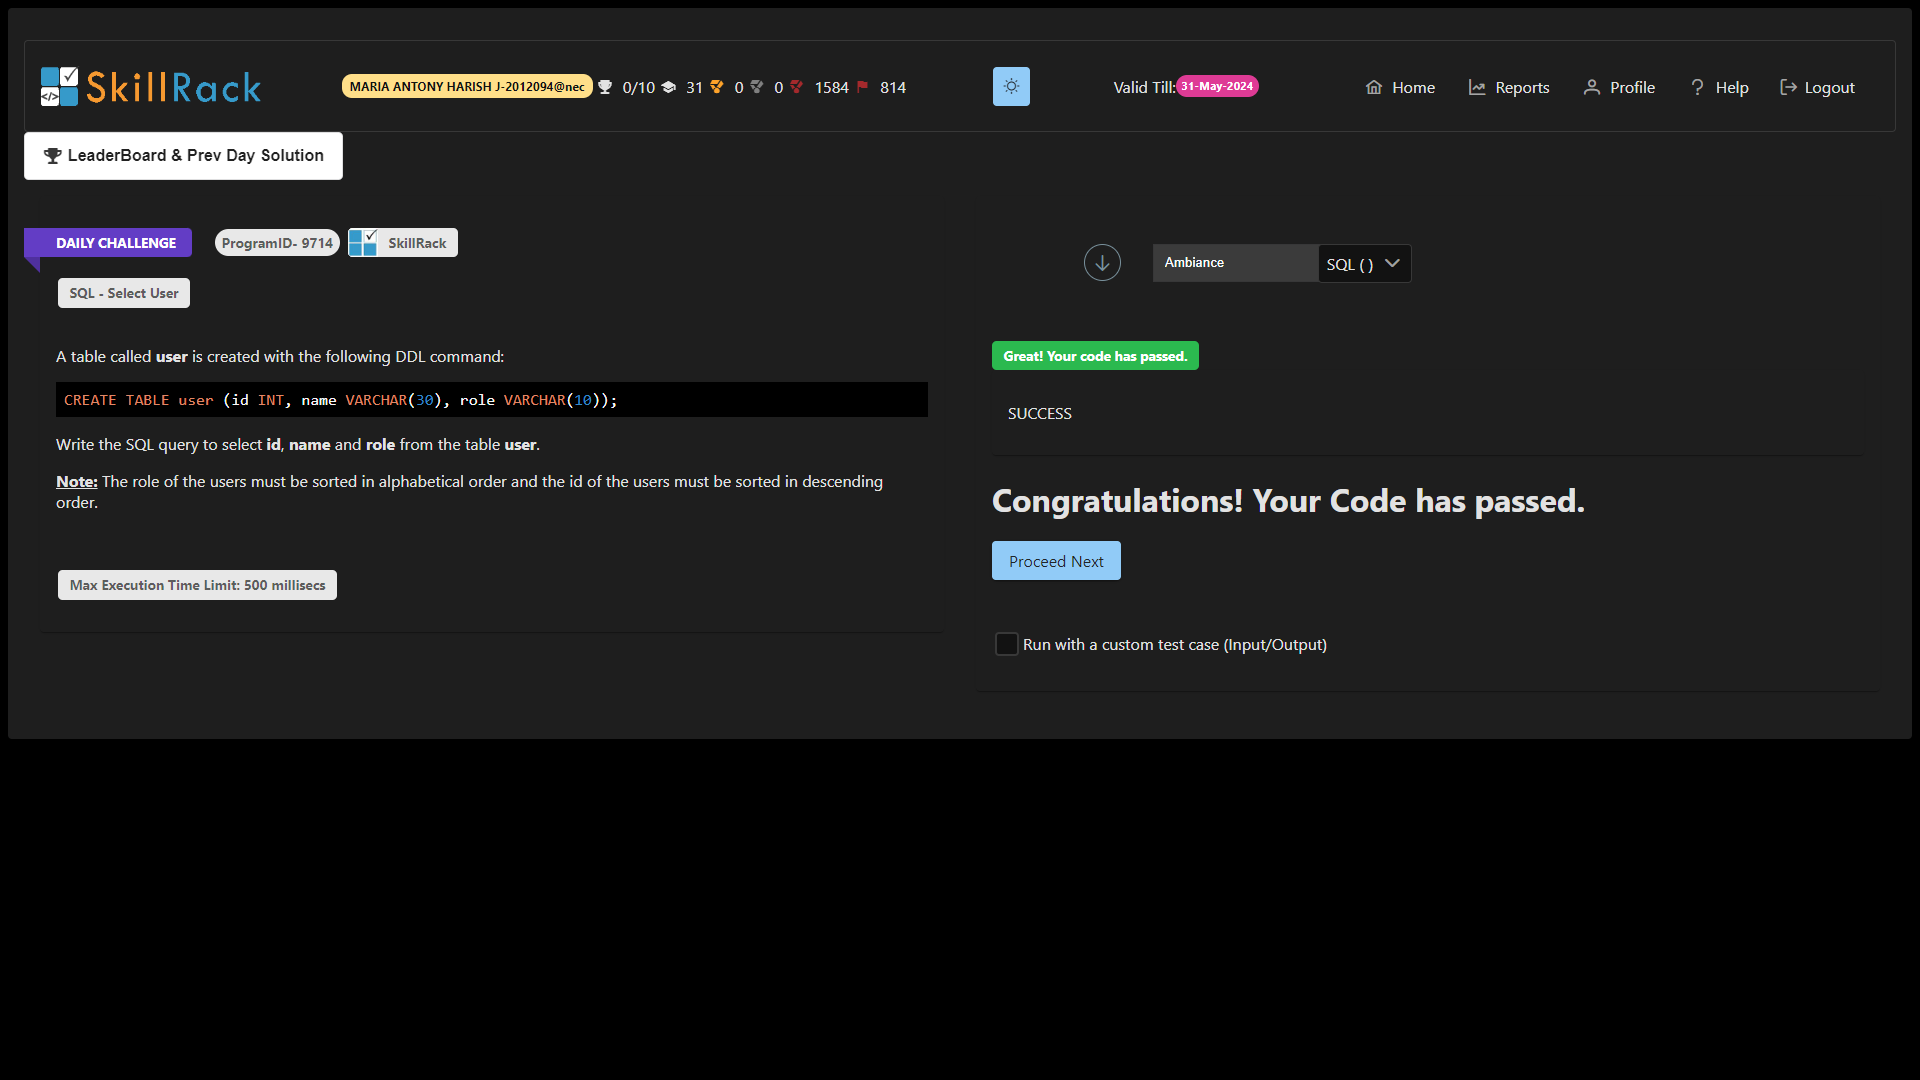 SkillRack
MARIA ANTONY HARISH J-2012094@nec 0/10 31 0 0 1584 814
Valid Till: 31-May-2024
Home Reports Profile Help Logout
LeaderBoard & Prev Day Solution
DAILY CHALLENGE ProgramID- 9714 SkillRack
SQL - Select User
A table called user is created with the following DDL command:
CREATE TABLE user (id INT, name VARCHAR(30), role VARCHAR(10));
Write the SQL query to select id, name and role from the table user.
Note: The role of the users must be sorted in alphabetical order and the id of the users must be sorted in descending
order.
Max Execution Time Limit: 500 millisecs
Ambiance SQL ( )
Great! Your code has passed.
SUCCESS
Congratulations! Your Code has passed.
Proceed Next
Run with a custom test case (Input/Output)